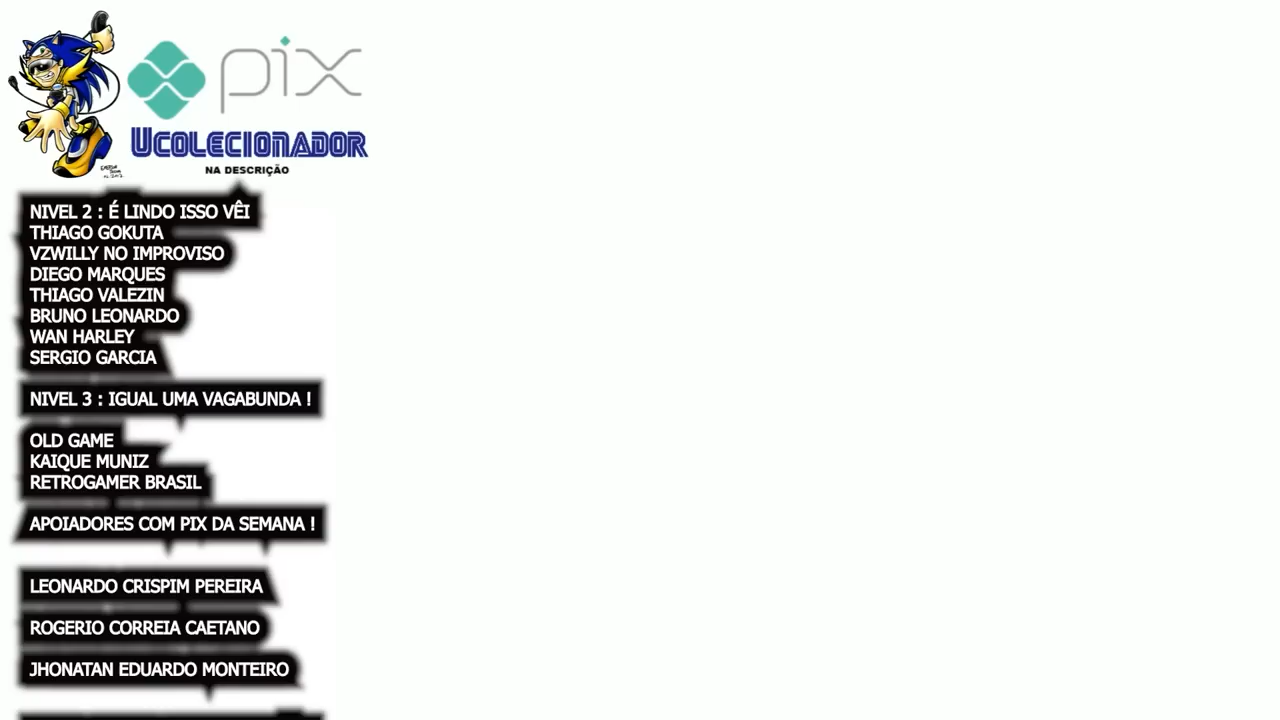 pix
UCOLECIONADOR
NA DESCRIÇÃO
NIVEL 2 : É LINDO ISSO VÊI
THIAGO GOKUTA
VZWILLY NO IMPROVISO
DIEGO MARQUES
THIAGO VALEZIN
BRUNO LEONARDO
WAN HARLEY
SERGIO GARCIA
NIVEL 3 : IGUAL UMA VAGABUNDA !
OLD GAME
KAIQUE MUNIZ
RETROGAMER BRASIL
APOIADORES COM PIX DA SEMANA !
LEONARDO CRISPIM PEREIRA
ROGERIO CORREIA CAETANO
JHONATAN EDUARDO MONTEIRO